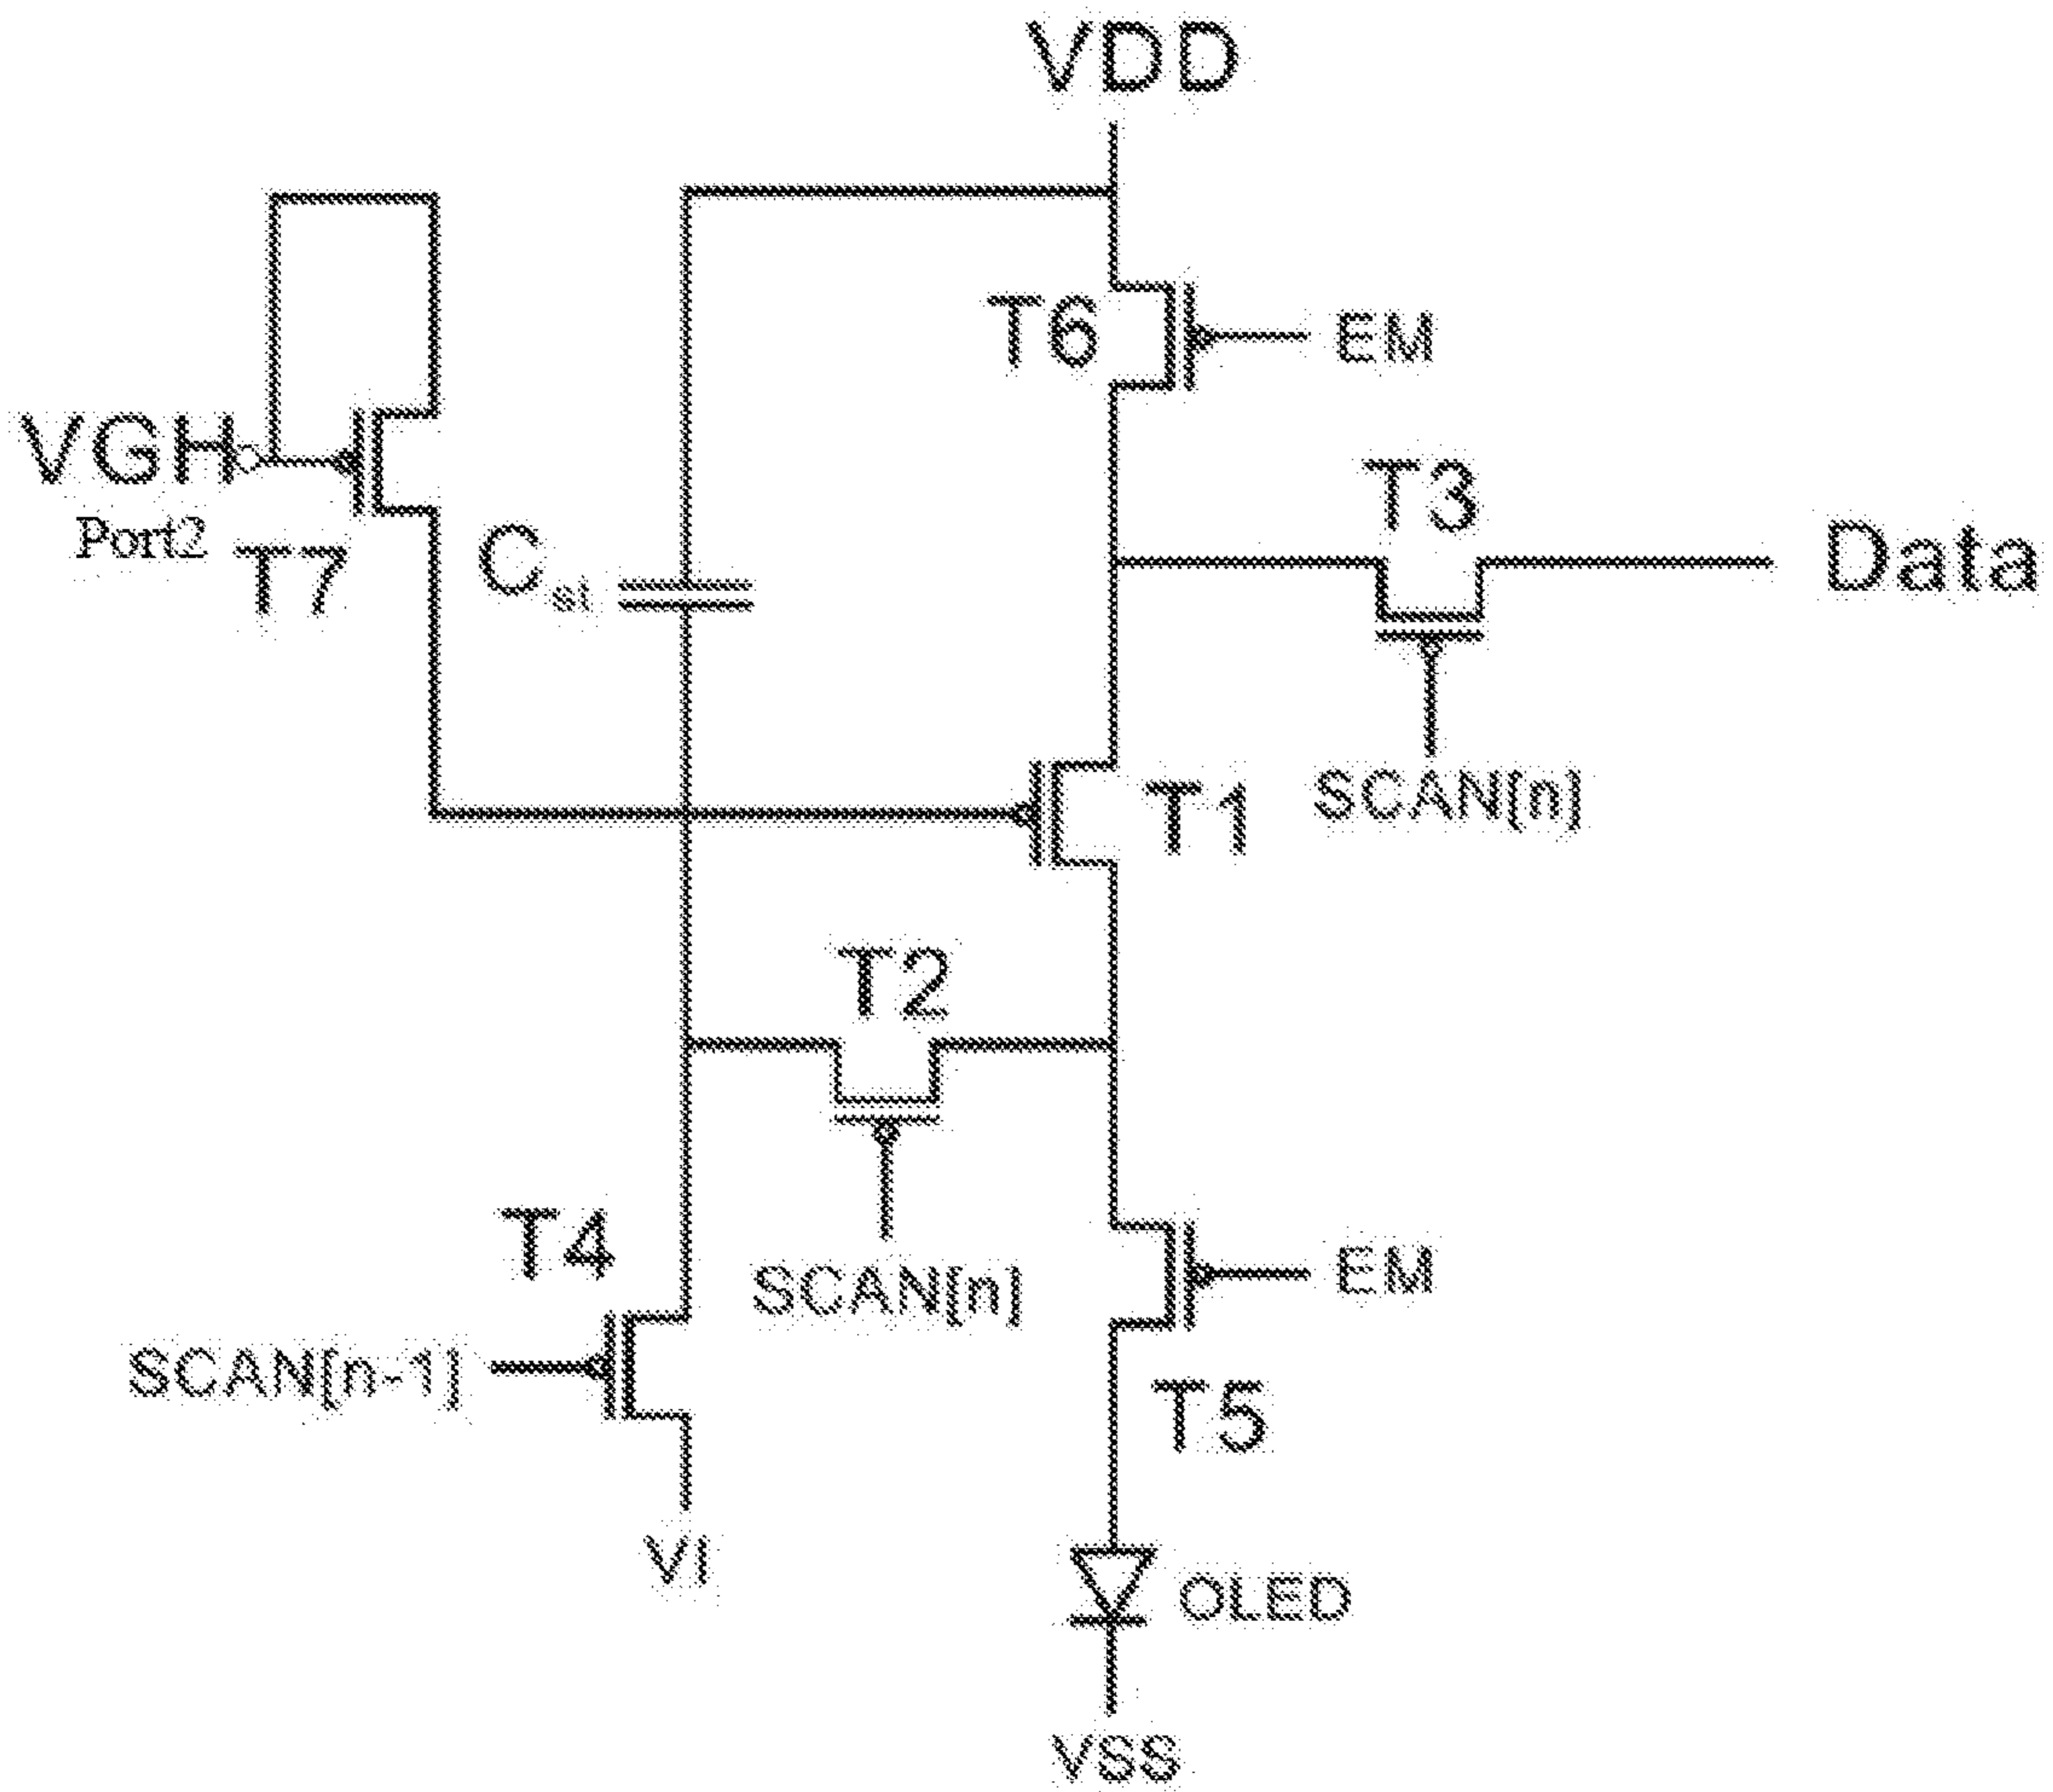 VDD
T6
EM
VGH
Port2
T7
Cst
T3
Data
SCAN[n]
T1
T2
SCAN[n]
T4
SCAN[n-1]
EM
T5
VI
OLED
VSS